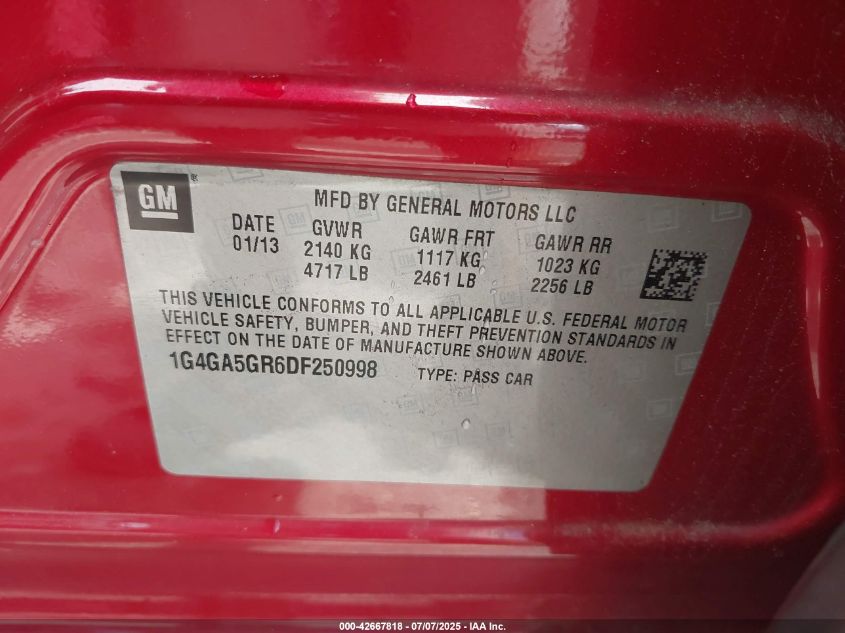 GM ®
MFD BY GENERAL MOTORS LLC
DATE GVWR GAWR FRT GAWR RR
01/13 2140 KG 1117 KG 1023 KG
4717 LB 2461 LB 2256 LB
THIS VEHICLE CONFORMS TO ALL APPLICABLE U.S. FEDERAL MOTOR
VEHICLE SAFETY, BUMPER, AND THEFT PREVENTION STANDARDS IN
EFFECT ON THE DATE OF MANUFACTURE SHOWN ABOVE.
1G4GA5GR6DF250998 TYPE: PASS CAR
000-42667818 - 07/07/2025 - IAA Inc.